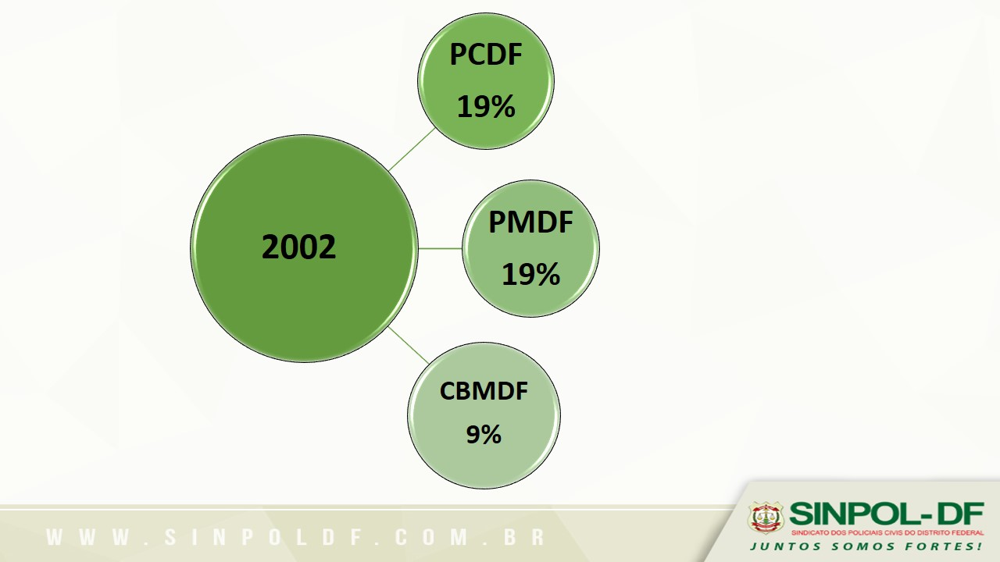 PCDF
19%
2002
PMDF
19%
CBMDF
9%
WWW.SINPOLDF.COM.BR
SINPOL-DF
SINDICATO DOS POLICIAIS CIVIS DO DISTRITO FEDERAL
JUNTOS SOMOS FORTES!